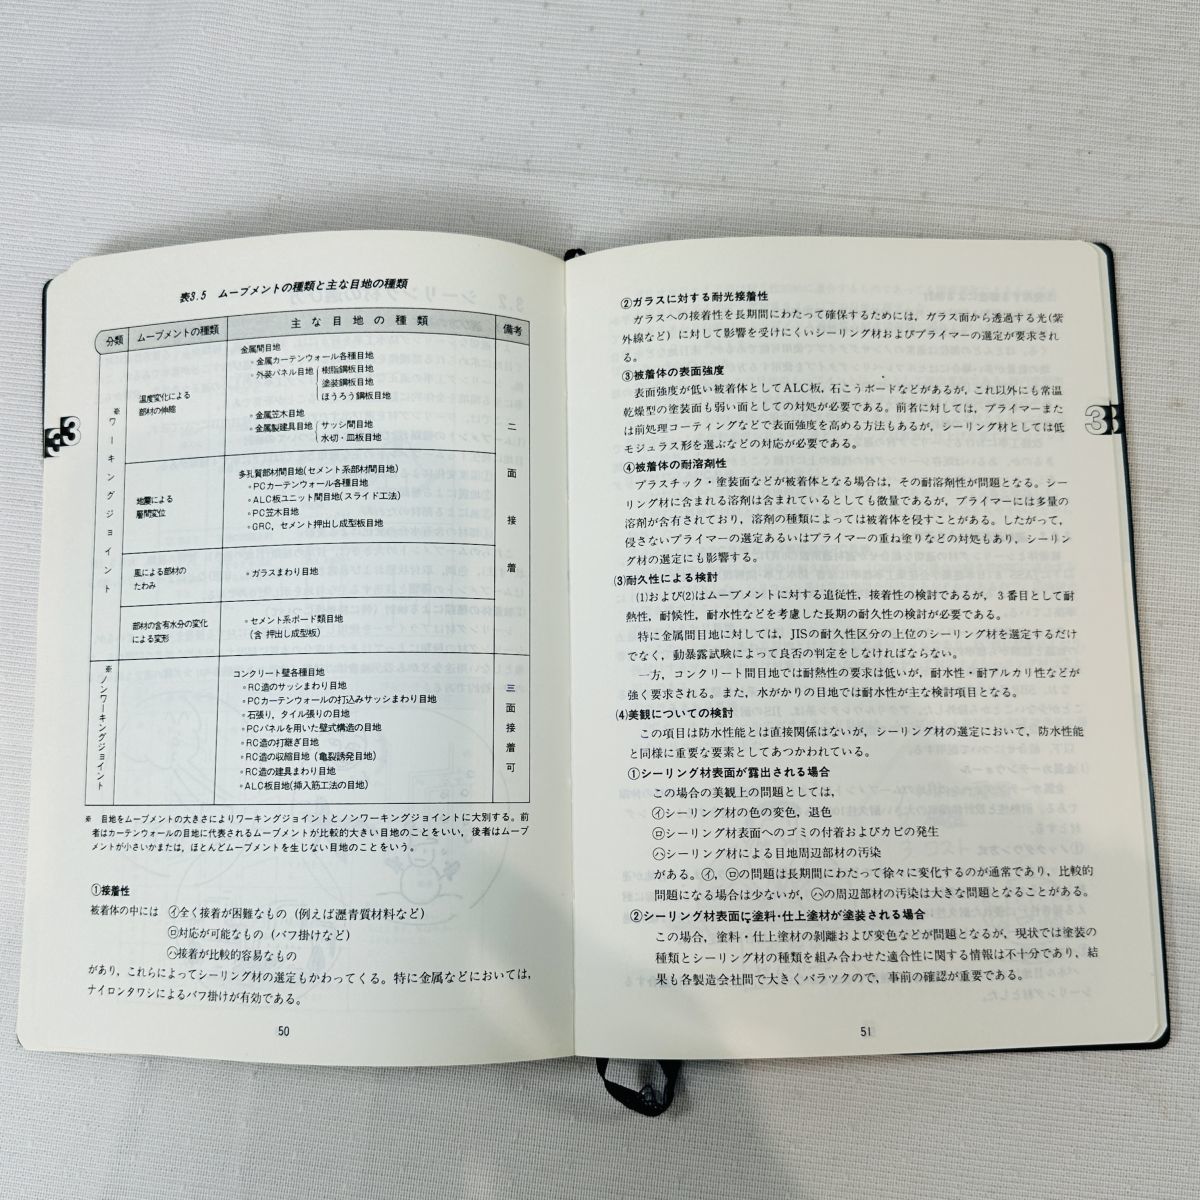 表3.5 ムーブメントの種類と主な目地の種類
分類 ムーブメントの種類 主な目地の種類 備考
※ワーキングジョイント
温度変化による
部材の伸縮
金属間目地
・金属カーテンウォール各種目地
・外装パネル目地 樹脂鋼板目地
塗装鋼板目地
ほうろう鋼板目地
・金属笠木目地
・金属製建具目地 サッシ間目地
水切・皿板目地
地震による
層間変位
多孔質部材間目地(セメント系部材間目地)
・PCカーテンウォール各種目地
・ALC板ユニット間目地(スライド工法)
・PC笠木目地
・GRC,セメント押出し成型板目地
風による部材の
たわみ
・ガラスまわり目地
部材の含有水分の変化
による変形
・セメント系ボード類目地
(含 押出し成型板)
二面接着
※ノンワーキングジョイント
コンクリート壁各種目地
・RC造のサッシまわり目地
・PCカーテンウォールの打込みサッシまわり目地
・石張り,タイル張りの目地
・PCパネルを用いた壁式構造の目地
・RC造の打継ぎ目地
・RC造の収縮目地(亀裂誘発目地)
・RC造の建具まわり目地
・ALC板目地(挿入筋工法の目地)
三面接着可
※ 目地をムーブメントの大きさによりワーキングジョイントとノンワーキングジョイントに大別する。前
者はカーテンウォールの目地に代表されるムーブメントが比較的大きい目地のことをいい,後者はムーブ
メントが小さいかまたは,ほとんどムーブメントを生じない目地のことをいう。
①接着性
被着体の中には ㋑全く接着が困難なもの(例えば瀝青質材料など)
㋺対応が可能なもの(バフ掛けなど)
㋩接着が比較的容易なもの
があり,これらによってシーリング材の選定もかわってくる。特に金属などにおいては,
ナイロンタワシによるバフ掛けが有効である。
50
3
②ガラスに対する耐光接着性
ガラスへの接着性を長期間にわたって確保するためには,ガラス面から透過する光(紫
外線など)に対して影響を受けにくいシーリング材およびプライマーの選定が要求され
る。
③被着体の表面強度
表面強度が低い被着体としてALC板,石こうボードなどがあるが,これ以外にも常温
乾燥型の塗装面も弱い面としての対処が必要である。前者に対しては,プライマーまた
は前処理コーティングなどで表面強度を高める方法もあるが,シーリング材としては低
モジュラス形を選ぶなどの対応が必要である。
④被着体の耐溶剤性
プラスチック・塗装面などが被着体となる場合は,その耐溶剤性が問題となる。シー
リング材に含まれる溶剤は含まれているとしても微量であるが,プライマーには多量の
溶剤が含有されており,溶剤の種類によっては被着体を侵すことがある。したがって,
侵さないプライマーの選定あるいはプライマーの重ね塗りなどの対処もあり,シーリン
グ材の選定にも影響する。
(3)耐久性による検討
(1)および(2)はムーブメントに対する追従性,接着性の検討であるが,3番目として耐
熱性,耐候性,耐水性などを考慮した長期の耐久性の検討が必要である。
特に金属間目地に対しては,JISの耐久性区分の上位のシーリング材を選定するだけ
でなく,動暴露試験によって良否の判定をしなければならない。
一方,コンクリート間目地では耐熱性の要求は低いが,耐水性・耐アルカリ性などが
強く要求される。また,水がかりの目地では耐水性が主な検討項目となる。
(4)美観についての検討
この項目は防水性能とは直接関係はないが,シーリング材の選定において,防水性能
と同様に重要な要素としてあつかわれている。
①シーリング材表面が露出される場合
この場合の美観上の問題としては,
㋑シーリング材の色の変色,退色
㋺シーリング材表面へのゴミの付着およびカビの発生
㋩シーリング材による目地周辺部材の汚染
がある。㋑,㋺の問題は長期間にわたって徐々に変化するのが通常であり,比較的
問題になる場合は少ないが,㋩の周辺部材の汚染は大きな問題となることがある。
②シーリング材表面に塗料・仕上塗材が塗装される場合
この場合,塗料・仕上塗材の剥離および変色などが問題となるが,現状では塗装の
種類とシーリング材の種類を組み合わせた適合性に関する情報は不十分であり,結
果も各製造会社間で大きくバラツクので,事前の確認が重要である。
51
3